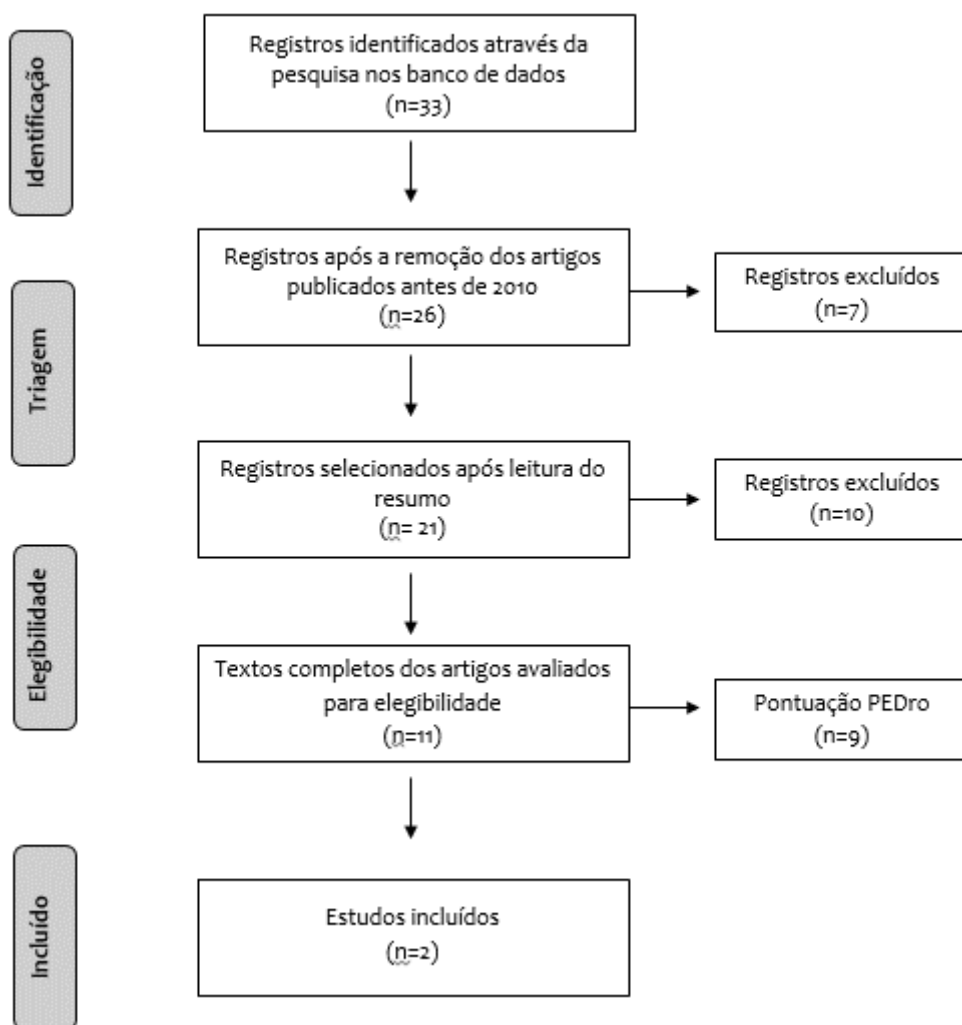 Identificação
Registros identificados através da
pesquisa nos banco de dados
(n=33)
Triagem
Registros após a remoção dos artigos
publicados antes de 2010
(n=26)
Registros excluídos
(n=7)
Registros selecionados após leitura do
resumo
(n= 21)
Registros excluídos
(n=10)
Elegibilidade
Textos completos dos artigos avaliados
para elegibilidade
(n=11)
Pontuação PEDro
(n=9)
Incluído
Estudos incluídos
(n=2)